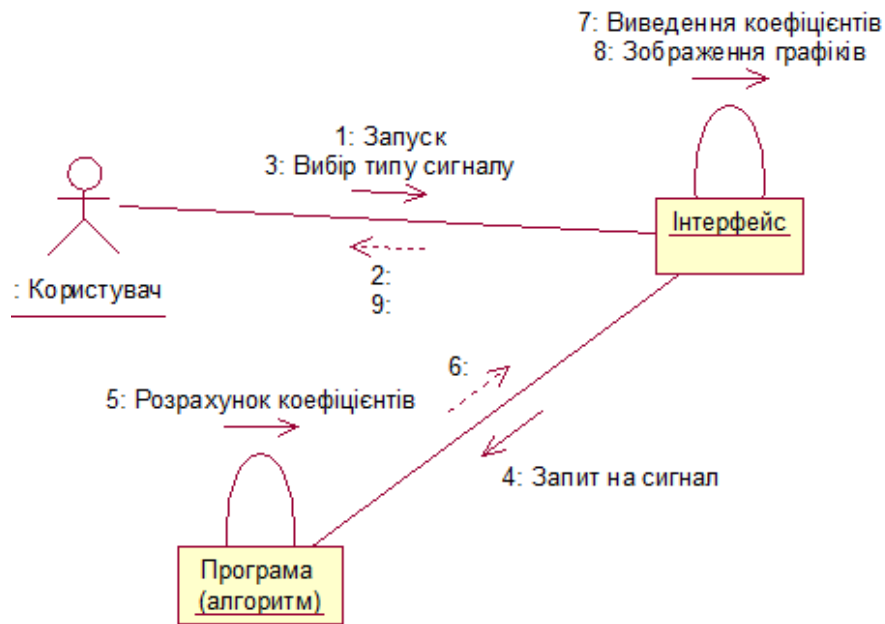 7: Виведення коефіцієнтів
8: Зображення графіків
1: Запуск
3: Вибір типу сигналу
Інтерфейс
: Користувач
2:
9:
6:
5: Розрахунок коефіцієнтів
4: Запит на сигнал
Програма
(алгоритм)